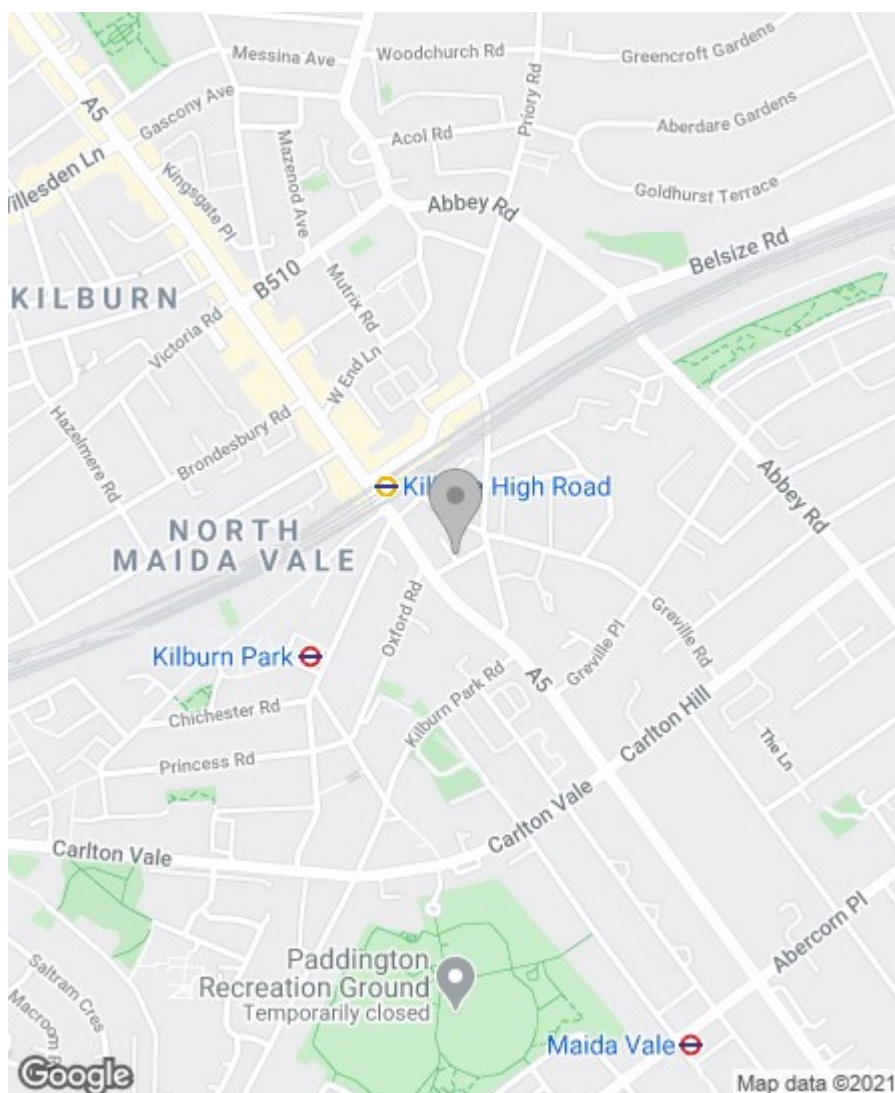 Messina Ave
Woodchurch Rd
Greencroft Gardens
A5
Gascony Ave
Priory Rd
Acol Rd
Aberdare Gardens
Willesden Ln
Kingsgate Pl
Mazenod Ave
Goldhurst Terrace
Abbey Rd
Belsize Rd
KILBURN
B510
Mutrix Rd
Victoria Rd
W End Ln
Hazelmere Rd
Brondesbury Rd
High Road
Abbey Rd
NORTH
MAIDA VALE
Oxford Rd
Greville Rd
Kilburn Park
Greville Pl
Kilburn Park Rd
A5
Chichester Rd
Carlton Hill
Princess Rd
The Ln
Carlton Vale
Carlton Vale
Abercorn Pl
Paddington
Recreation Ground
Temporarily closed
Saltram Cres
Macroom
Maida Vale
Google
Map data ©2021